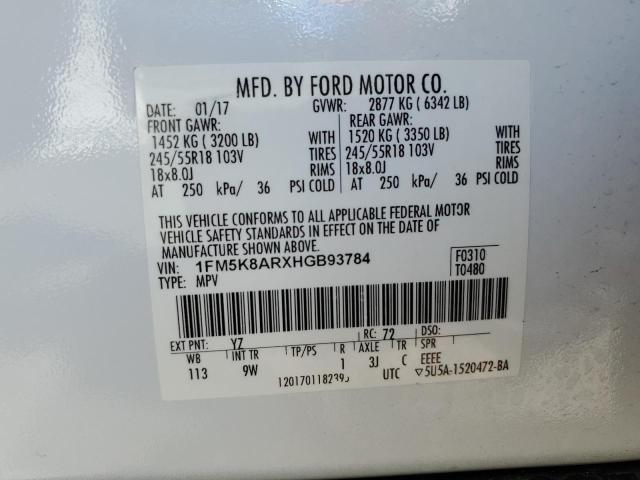 MFD. BY FORD MOTOR CO.
DATE: 01/17 GVWR: 2877 KG ( 6342 LB)
FRONT GAWR: REAR GAWR:
1452 KG ( 3200 LB) WITH 1520 KG ( 3350 LB) WITH
245/55R18 103V TIRES 245/55R18 103V TIRES
18x8.0J RIMS 18x8.0J RIMS
AT 250 kPa/ 36 PSI COLD AT 250 kPa/ 36 PSI COLD
THIS VEHICLE CONFORMS TO ALL APPLICABLE FEDERAL MOTOR
VEHICLE SAFETY STANDARDS IN EFFECT ON THE DATE OF
MANUFACTURE SHOWN ABOVE.
VIN: 1FM5K8ARXHGB93784 F0310
TYPE: MPV T0480
EXT PNT: YZ RC: 72 DSO:
WB INT TR TP/PS R AXLE TR SPR
113 9W 1 3J C EEEE
UTC ▽5U5A-1520472-BA